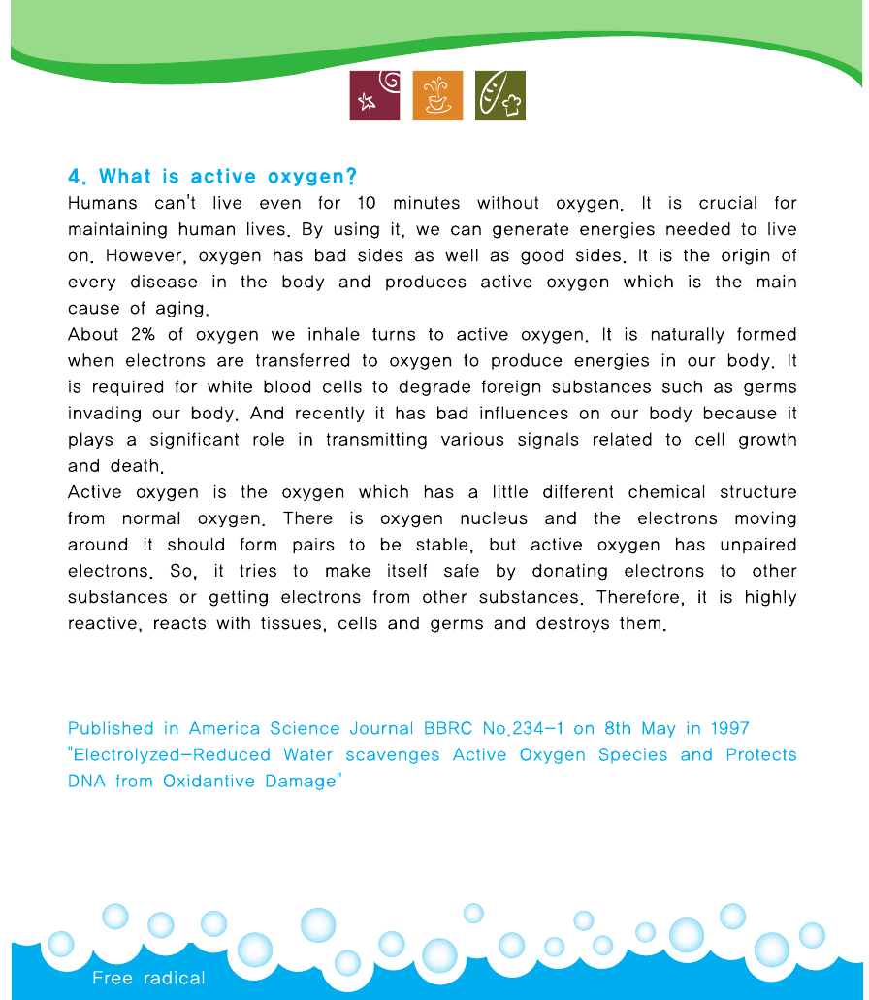 4. What is active oxygen?
Humans can't live even for 10 minutes without oxygen. It is crucial for
maintaining human lives. By using it, we can generate energies needed to live
on. However, oxygen has bad sides as well as good sides. It is the origin of
every disease in the body and produces active oxygen which is the main
cause of aging.
About 2% of oxygen we inhale turns to active oxygen. It is naturally formed
when electrons are transferred to oxygen to produce energies in our body. It
is required for white blood cells to degrade foreign substances such as germs
invading our body. And recently it has bad influences on our body because it
plays a significant role in transmitting various signals related to cell growth
and death.
Active oxygen is the oxygen which has a little different chemical structure
from normal oxygen. There is oxygen nucleus and the electrons moving
around it should form pairs to be stable, but active oxygen has unpaired
electrons. So, it tries to make itself safe by donating electrons to other
substances or getting electrons from other substances. Therefore, it is highly
reactive, reacts with tissues, cells and germs and destroys them.
Published in America Science Journal BBRC No.234-1 on 8th May in 1997
"Electrolyzed-Reduced Water scavenges Active Oxygen Species and Protects
DNA from Oxidantive Damage"
Free radical